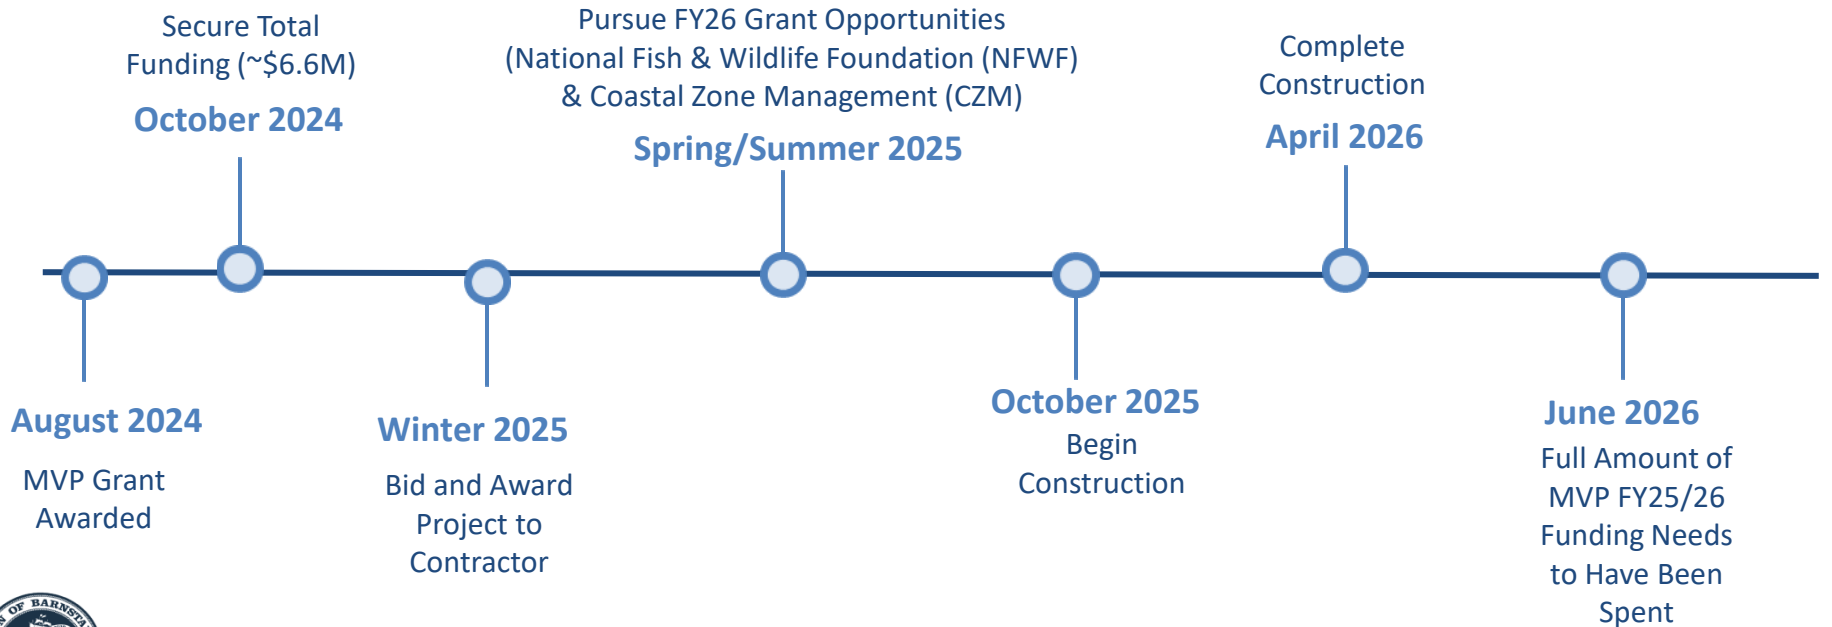 Secure Total
Funding (~$6.6M)
October 2024
Pursue FY26 Grant Opportunities
(National Fish & Wildlife Foundation (NFWF)
& Coastal Zone Management (CZM)
Spring/Summer 2025
Complete
Construction
April 2026
August 2024
MVP Grant
Awarded
Winter 2025
Bid and Award
Project to
Contractor
October 2025
Begin
Construction
June 2026
Full Amount of
MVP FY25/26
Funding Needs
to Have Been
Spent
OF